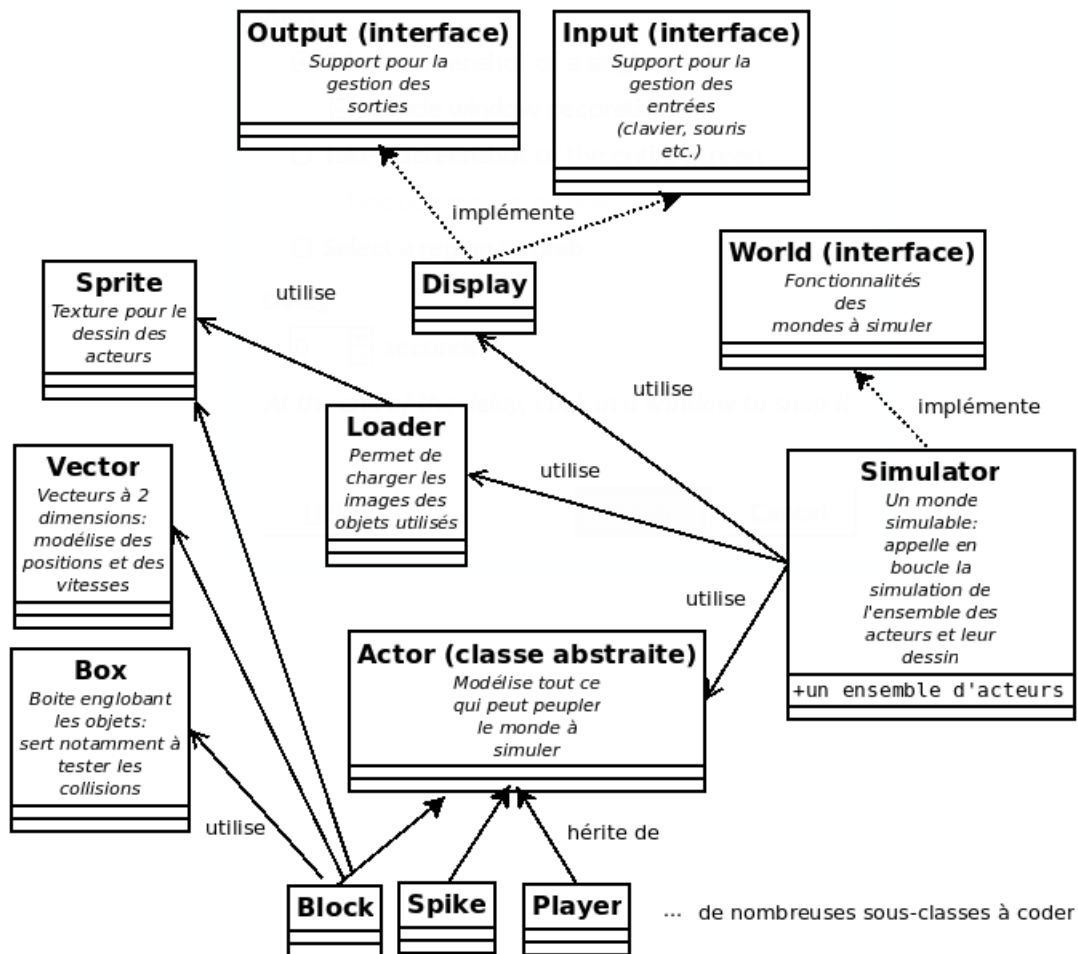 Output (interface)
Support pour la
gestion des
sorties
Input (interface)
Support pour la
gestion des
entrées
(clavier, souris
etc.)
implémente
World (interface)
Fonctionnalités
des
mondes à simuler
Sprite
Texture pour le
dessin des
acteurs
utilise
Display
utilise
implémente
Loader
Permet de
charger les
images des
objets utilisés
utilise
Vector
Vecteurs à 2
dimensions:
modélise des
positions et des
vitesses
Simulator
Un monde
simulable:
appelle en
boucle la
simulation de
l'ensemble des
acteurs et leur
dessin
+un ensemble d'acteurs
utilise
Actor (classe abstraite)
Modélise tout ce
qui peut peupler
le monde à
simuler
Box
Boite englobant
les objets:
sert notamment à
tester les
collisions
utilise
hérite de
Block
Spike
Player
... de nombreuses sous-classes à coder